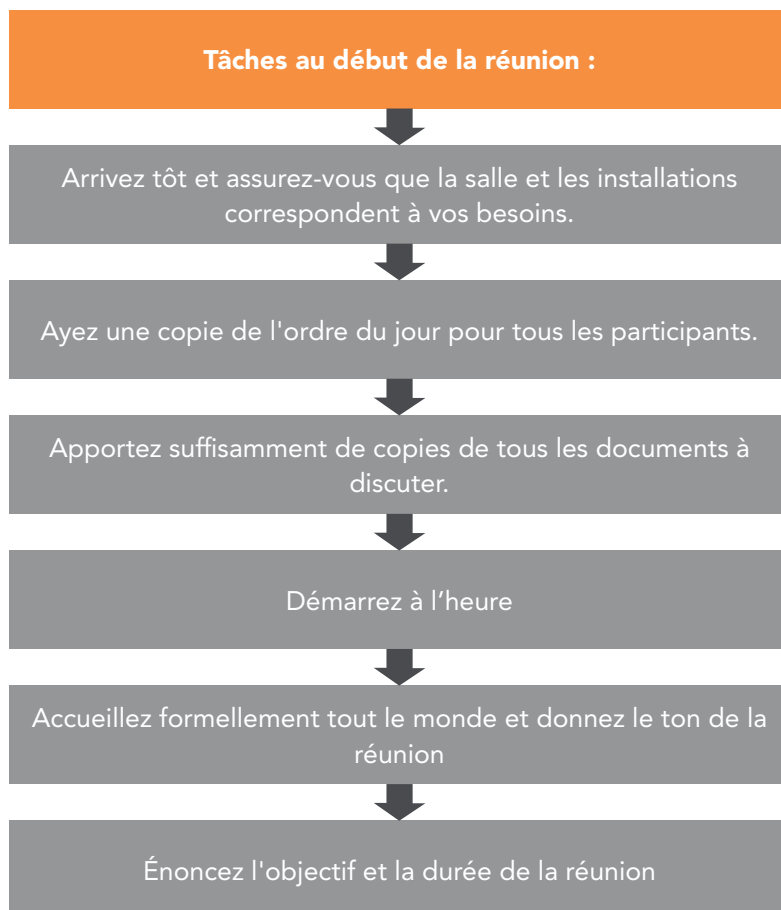 Tâches au début de la réunion :
Arrivez tôt et assurez-vous que la salle et les installations
correspondent à vos besoins.
Ayez une copie de l'ordre du jour pour tous les participants.
Apportez suffisamment de copies de tous les documents à
discuter.
Démarrez à l’heure
Accueillez formellement tout le monde et donnez le ton de la
réunion
Énoncez l'objectif et la durée de la réunion